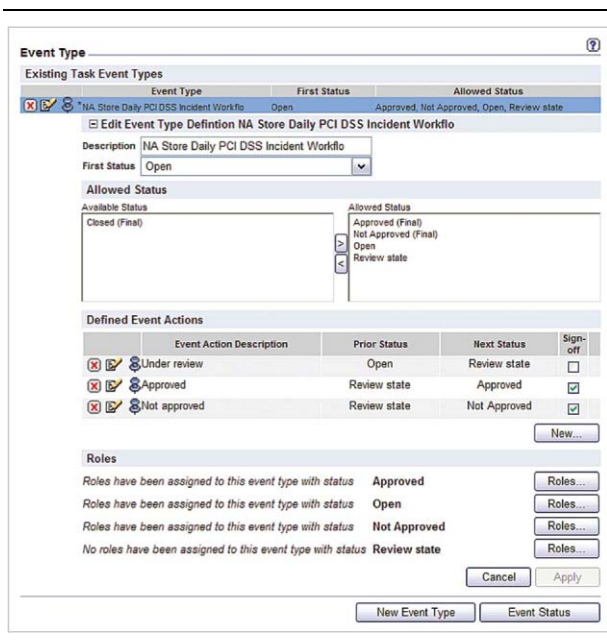 Event Type
Existing Task Event Types
Event Type First Status Allowed Status
*NA Store Daily PCI DSS Incident Workflo Open Approved, Not Approved, Open, Review state
Edit Event Type Defintion NA Store Daily PCI DSS Incident Workflo
Description NA Store Daily PCI DSS Incident Workflo
First Status Open
Allowed Status
Available Status Allowed Status
Closed (Final) Approved (Final)
Not Approved (Final)
> Open
< Review state
Defined Event Actions
Event Action Description Prior Status Next Status Sign-off
Under review Open Review state
Approved Review state Approved
Not approved Review state Not Approved
New...
Roles
Roles have been assigned to this event type with status Approved Roles...
Roles have been assigned to this event type with status Open Roles...
Roles have been assigned to this event type with status Not Approved Roles...
No roles have been assigned to this event type with status Review state Roles...
Cancel Apply
New Event Type Event Status